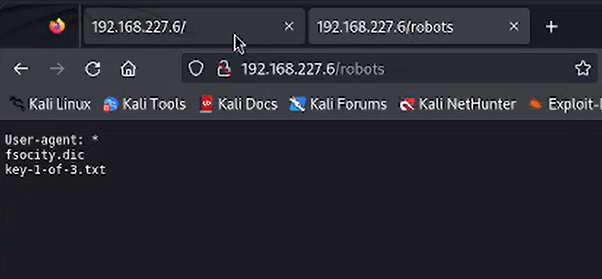 192.168.227.6/
192.168.227.6/robots
192.168.227.6/robots
Kali Linux Kali Tools Kali Docs Kali Forums Kali NetHunter Exploit-
User-agent: *
fsocity.dic
key-1-of-3.txt